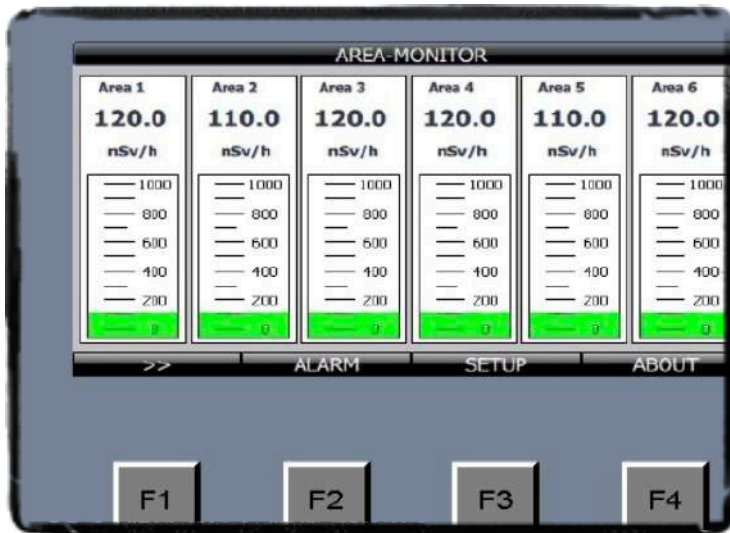 AREA-MONITOR
Area 1 Area 2 Area 3 Area 4 Area 5 Area 6
120.0 110.0 120.0 120.0 110.0 120.0
nSv/h nSv/h nSv/h nSv/h nSv/h nSv/h
1000 1000 1000 1000 1000 1000
800 800 800 800 800 800
600 600 600 600 600 600
400 400 400 400 400 400
200 200 200 200 200 200
0 0 0 0 0 0
>> ALARM SETUP ABOUT
F1 F2 F3 F4